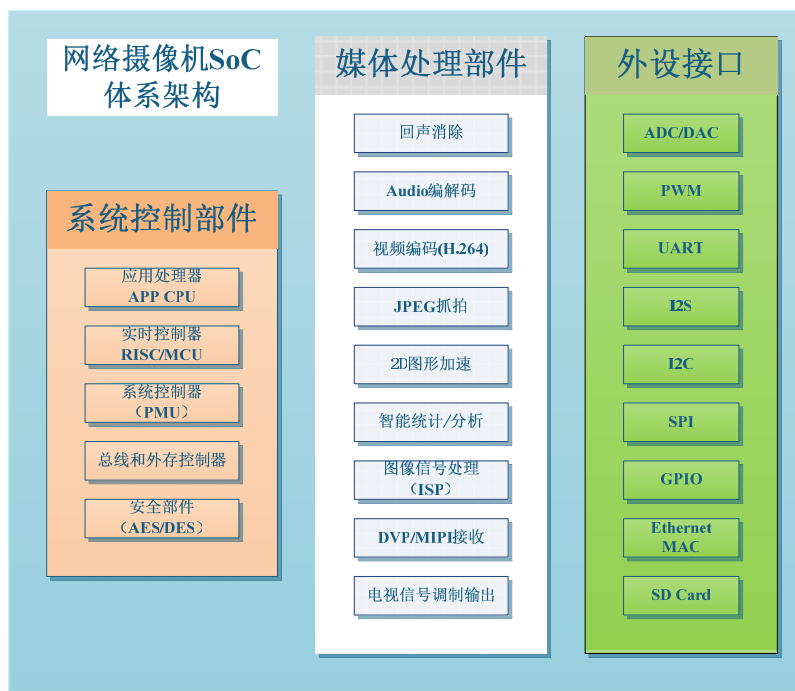 网络摄像机SoC
体系架构
系统控制部件
应用处理器
APP CPU
实时控制器
RISC/MCU
系统控制器
（PMU）
总线和外存控制器
安全部件
（AES/DES）
媒体处理部件
回声消除
Audio编解码
视频编码(H.264)
JPEG抓拍
2D图形加速
智能统计/分析
图像信号处理
（ISP）
DVP/MIPI接收
电视信号调制输出
外设接口
ADC/DAC
PWM
UART
I2S
I2C
SPI
GPIO
Ethernet
MAC
SD Card